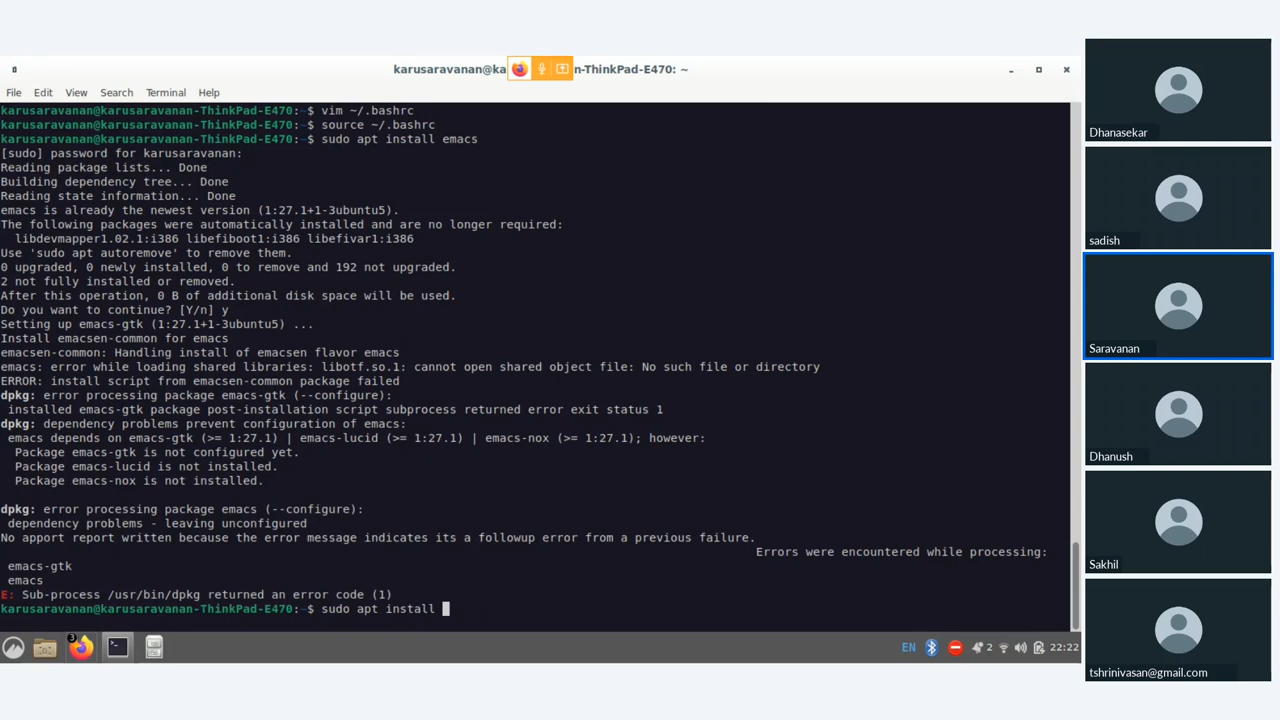 karusaravanan@ka n-ThinkPad-E470: ~
File Edit View Search Terminal Help
karusaravanan@karusaravanan-ThinkPad-E470:~$ vim ~/.bashrc
karusaravanan@karusaravanan-ThinkPad-E470:~$ source ~/.bashrc
karusaravanan@karusaravanan-ThinkPad-E470:~$ sudo apt install emacs
[sudo] password for karusaravanan:
Reading package lists... Done
Building dependency tree... Done
Reading state information... Done
emacs is already the newest version (1:27.1+1-3ubuntu5).
The following packages were automatically installed and are no longer required:
libdevmapper1.02.1:i386 libefiboot1:i386 libefivar1:i386
Use 'sudo apt autoremove' to remove them.
0 upgraded, 0 newly installed, 0 to remove and 192 not upgraded.
2 not fully installed or removed.
After this operation, 0 B of additional disk space will be used.
Do you want to continue? [Y/n] y
Setting up emacs-gtk (1:27.1+1-3ubuntu5) ...
Install emacsen-common for emacs
emacsen-common: Handling install of emacsen flavor emacs
emacs: error while loading shared libraries: libotf.so.1: cannot open shared object file: No such file or directory
ERROR: install script from emacsen-common package failed
dpkg: error processing package emacs-gtk (--configure):
installed emacs-gtk package post-installation script subprocess returned error exit status 1
dpkg: dependency problems prevent configuration of emacs:
emacs depends on emacs-gtk (>= 1:27.1) | emacs-lucid (>= 1:27.1) | emacs-nox (>= 1:27.1); however:
Package emacs-gtk is not configured yet.
Package emacs-lucid is not installed.
Package emacs-nox is not installed.
dpkg: error processing package emacs (--configure):
dependency problems - leaving unconfigured
No apport report written because the error message indicates its a followup error from a previous failure.
Errors were encountered while processing:
emacs-gtk
emacs
E: Sub-process /usr/bin/dpkg returned an error code (1)
karusaravanan@karusaravanan-ThinkPad-E470:~$ sudo apt install
3
EN 2 22:22
Dhanasekar
sadish
Saravanan
Dhanush
Sakhil
tshrinivasan@gmail.com